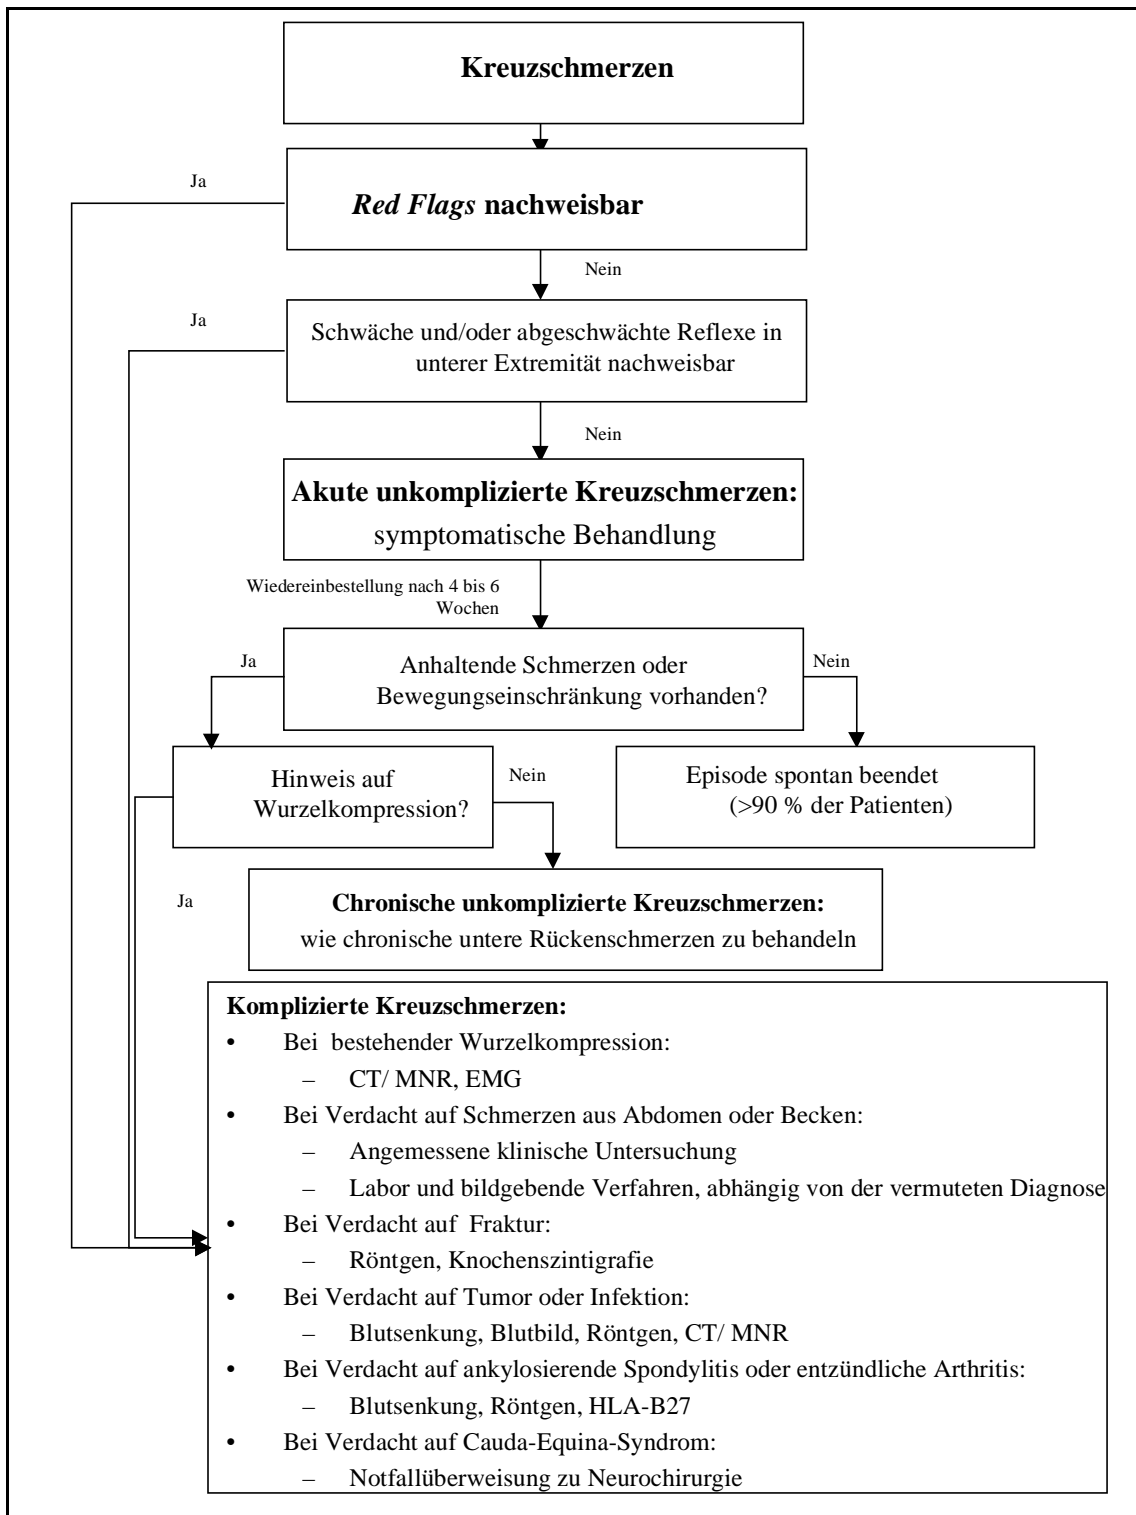 Kreuzschmerzen
Ja
Red Flags nachweisbar
Nein
Ja
Schwäche und/oder abgeschwächte Reflexe in
unterer Extremität nachweisbar
Nein
Akute unkomplizierte Kreuzschmerzen:
symptomatische Behandlung
Wiedereinbestellung nach 4 bis 6
Wochen
Ja
Anhaltende Schmerzen oder
Bewegungseinschränkung vorhanden?
Nein
Hinweis auf
Wurzelkompression?
Nein
Episode spontan beendet
(>90 % der Patienten)
Ja
Chronische unkomplizierte Kreuzschmerzen:
wie chronische untere Rückenschmerzen zu behandeln
Komplizierte Kreuzschmerzen:
• Bei bestehender Wurzelkompression:
– CT/ MNR, EMG
• Bei Verdacht auf Schmerzen aus Abdomen oder Becken:
– Angemessene klinische Untersuchung
– Labor und bildgebende Verfahren, abhängig von der vermuteten Diagnose
• Bei Verdacht auf Fraktur:
– Röntgen, Knochenszintigrafie
• Bei Verdacht auf Tumor oder Infektion:
– Blutsenkung, Blutbild, Röntgen, CT/ MNR
• Bei Verdacht auf ankylosierende Spondylitis oder entzündliche Arthritis:
– Blutsenkung, Röntgen, HLA-B27
• Bei Verdacht auf Cauda-Equina-Syndrom:
– Notfallüberweisung zu Neurochirurgie